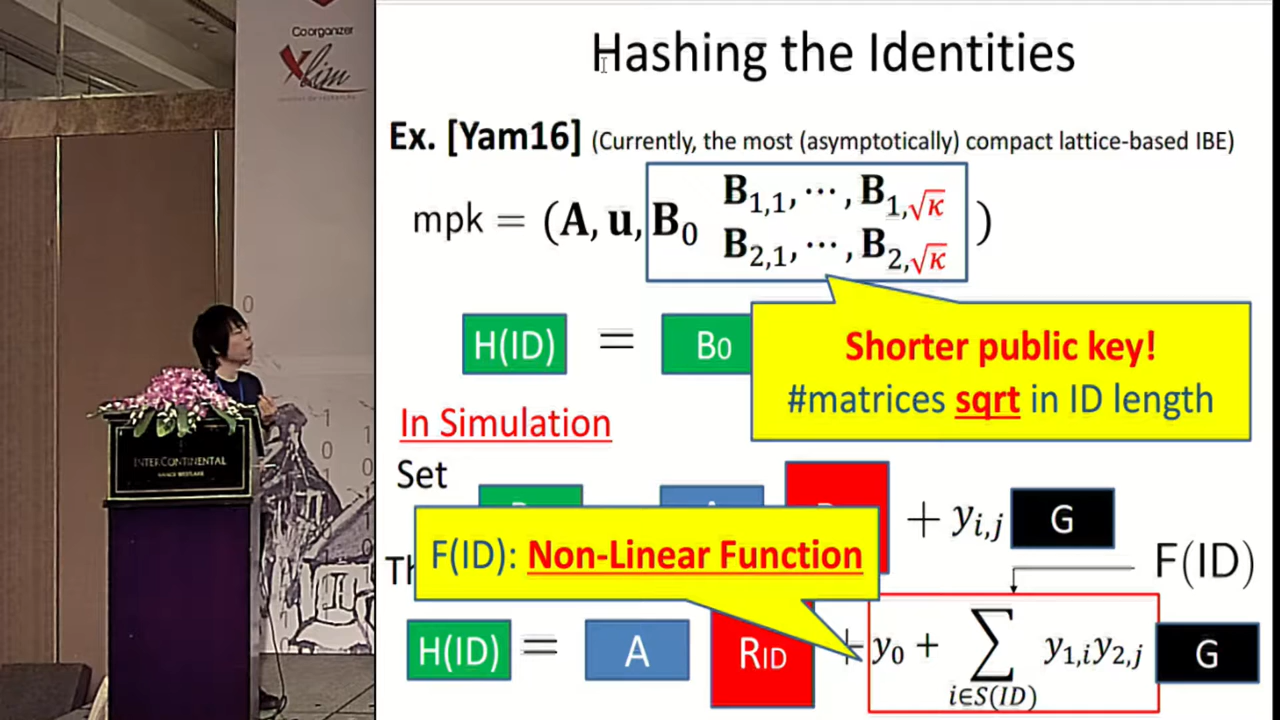 Coorganizer
Xlim
Hashing the Identities
Ex. [Yam16] (Currently, the most (asymptotically) compact lattice-based IBE)
mpk = (A, u, B₀ B₁,₁, ⋯ , B₁,√κ
B₂,₁, ⋯ , B₂,√κ )
H(ID) = B₀
Shorter public key!
#matrices sqrt in ID length
In Simulation
Set
+ yᵢ,ⱼ G
F(ID): Non-Linear Function
F(ID)
H(ID) = A R_ID + y₀ + ∑ i∈S(ID) y₁,ᵢy₂,ⱼ G
INTERCONTINENTAL